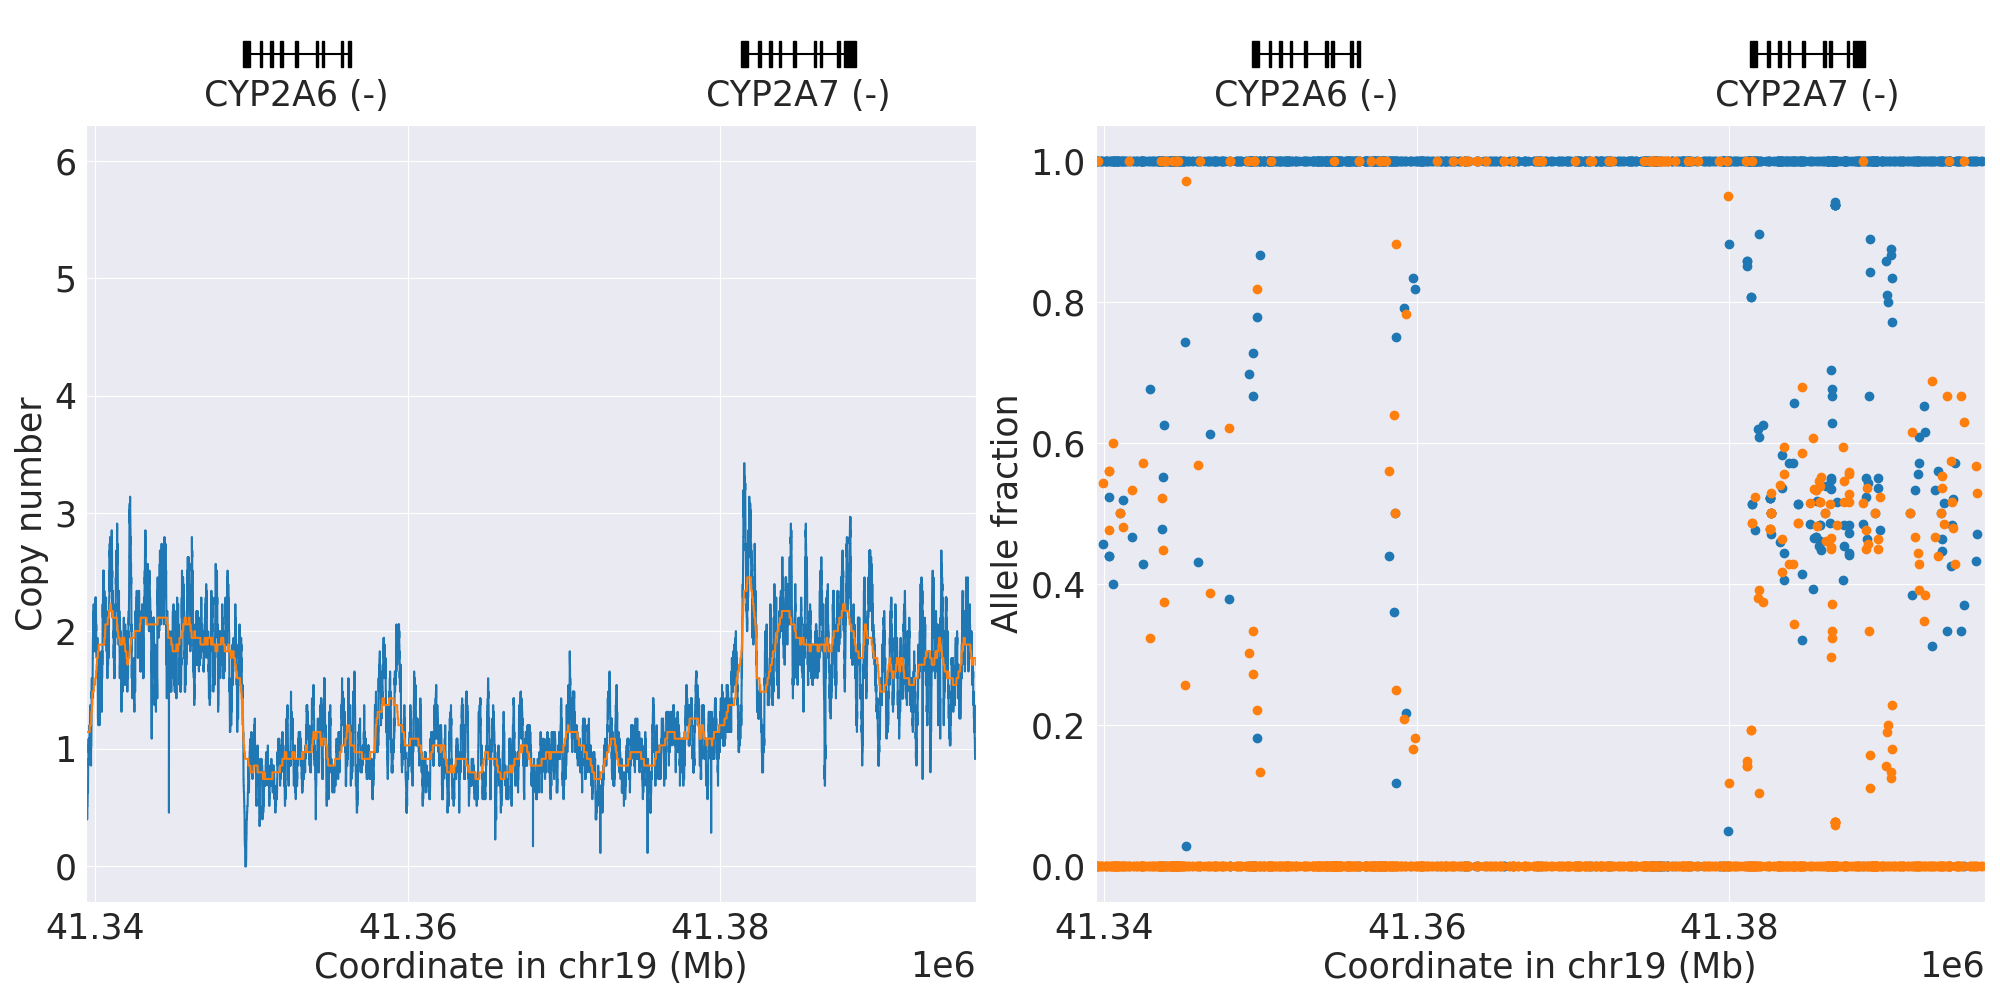 CYP2A6 (-)
CYP2A7 (-)
Copy number
6
5
4
3
2
1
0
41.34
41.36
41.38
Coordinate in chr19 (Mb)
1e6
CYP2A6 (-)
CYP2A7 (-)
Allele fraction
1.0
0.8
0.6
0.4
0.2
0.0
41.34
41.36
41.38
Coordinate in chr19 (Mb)
1e6